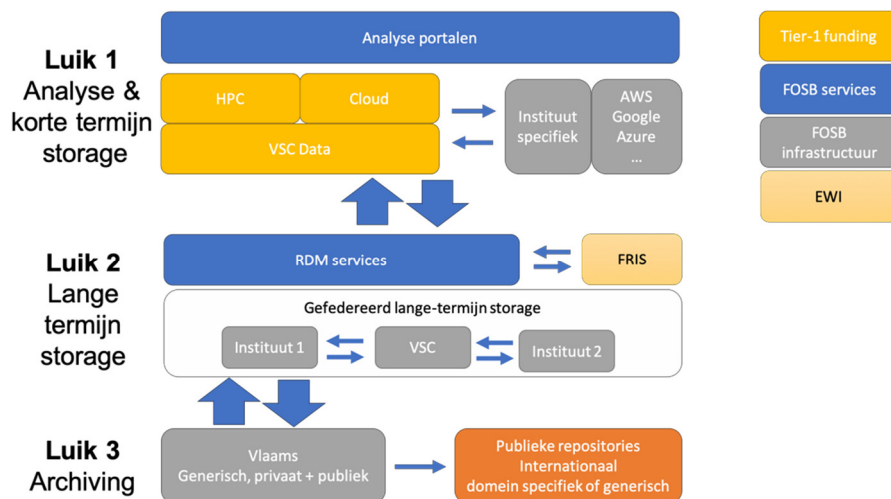 Luik 1
Analyse &
korte termijn
storage
Analyse portalen
HPC
Cloud
VSC Data
Instituut
specifiek
AWS
Google
Azure
...
Tier-1 funding
FOSB services
FOSB
infrastructuur
EWI
Luik 2
Lange
termijn
storage
RDM services
FRIS
Gefedereerd lange-termijn storage
Instituut 1
VSC
Instituut 2
Luik 3
Archiving
Vlaams
Generisch, privaat + publiek
Publieke repositories
Internationaal
domein specifiek of generisch